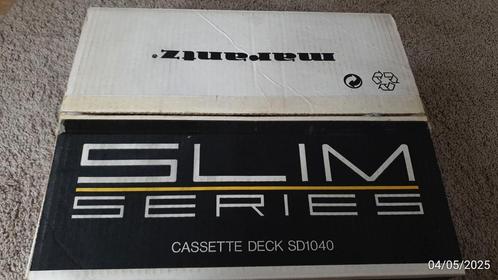 marantz®
SLIM
SERIES
CASSETTE DECK SD1040
04/05/2025